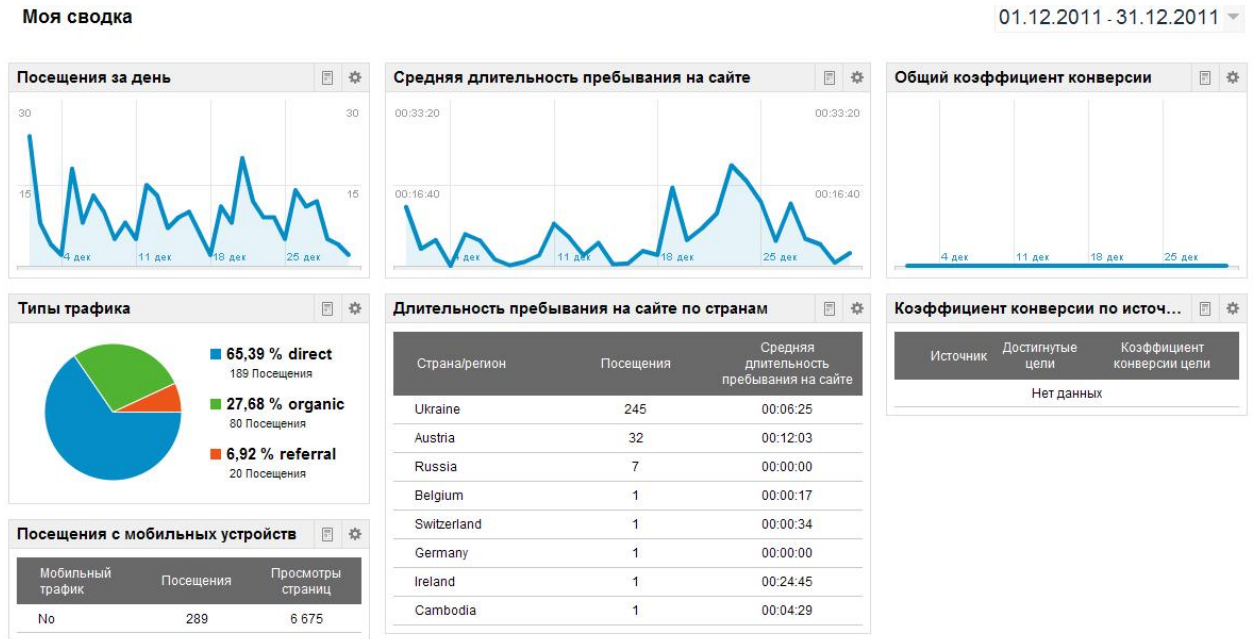 Моя сводка
01.12.2011 - 31.12.2011
Посещения за день
30
30
15
15
4 дек 11 дек 18 дек 25 дек
Средняя длительность пребывания на сайте
00:33:20
00:33:20
00:16:40
00:16:40
4 дек 11 дек 18 дек 25 дек
Общий коэффициент конверсии
4 дек 11 дек 18 дек 25 дек
Типы трафика
65,39 % direct
189 Посещения
27,68 % organic
80 Посещения
6,92 % referral
20 Посещения
Длительность пребывания на сайте по странам
Страна/регион Посещения Средняя длительность пребывания на сайте
Ukraine 245 00:06:25
Austria 32 00:12:03
Russia 7 00:00:00
Belgium 1 00:00:17
Switzerland 1 00:00:34
Germany 1 00:00:00
Ireland 1 00:24:45
Cambodia 1 00:04:29
Коэффициент конверсии по источ...
Источник Достигнутые цели Коэффициент конверсии цели
Нет данных
Посещения с мобильных устройств
Мобильный трафик Посещения Просмотры страниц
No 289 6 675